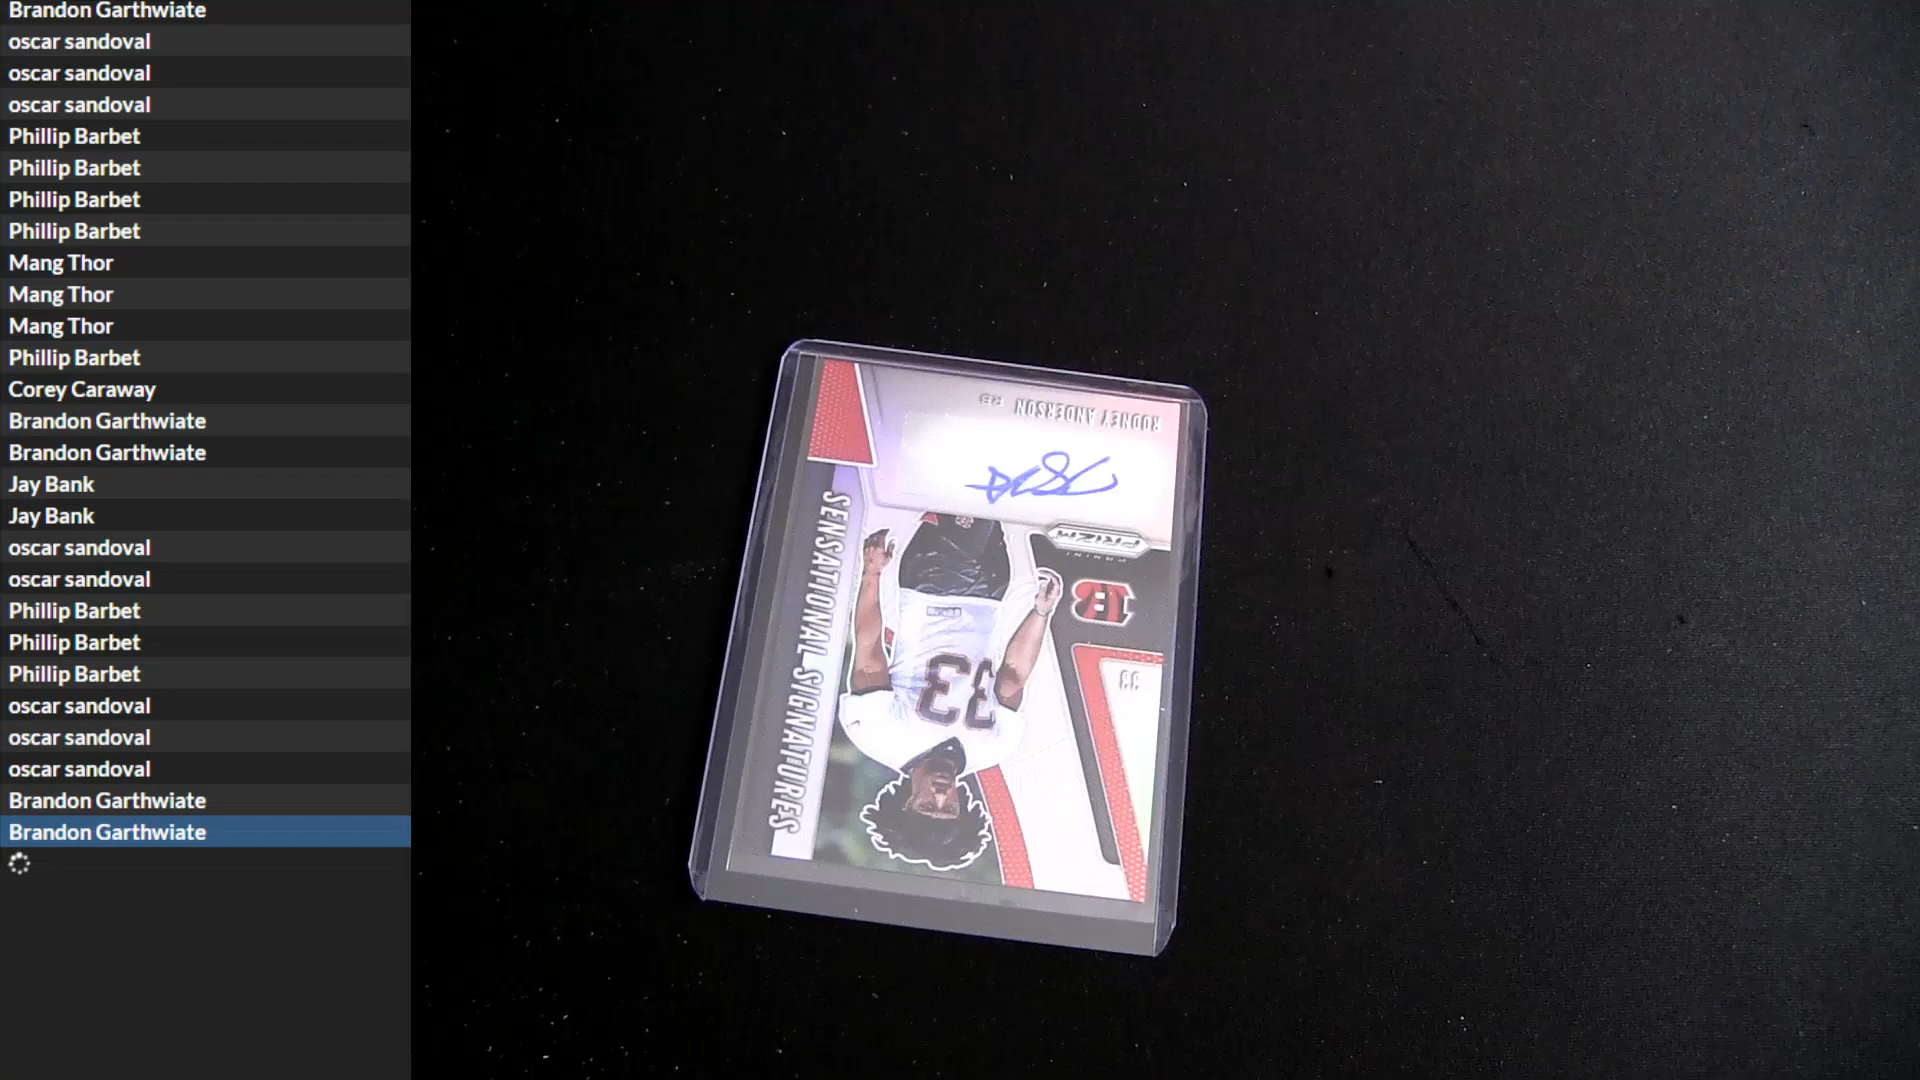 Brandon Garthwiate
oscar sandoval
oscar sandoval
oscar sandoval
Phillip Barbet
Phillip Barbet
Phillip Barbet
Phillip Barbet
Mang Thor
Mang Thor
Mang Thor
Phillip Barbet
Corey Caraway
Brandon Garthwiate
Brandon Garthwiate
Jay Bank
Jay Bank
oscar sandoval
oscar sandoval
Phillip Barbet
Phillip Barbet
Phillip Barbet
oscar sandoval
oscar sandoval
oscar sandoval
Brandon Garthwiate
Brandon Garthwiate
RODNEY ANDERSON RB
PANINI
PRIZM
B
33
33
SENSATIONAL SIGNATURES